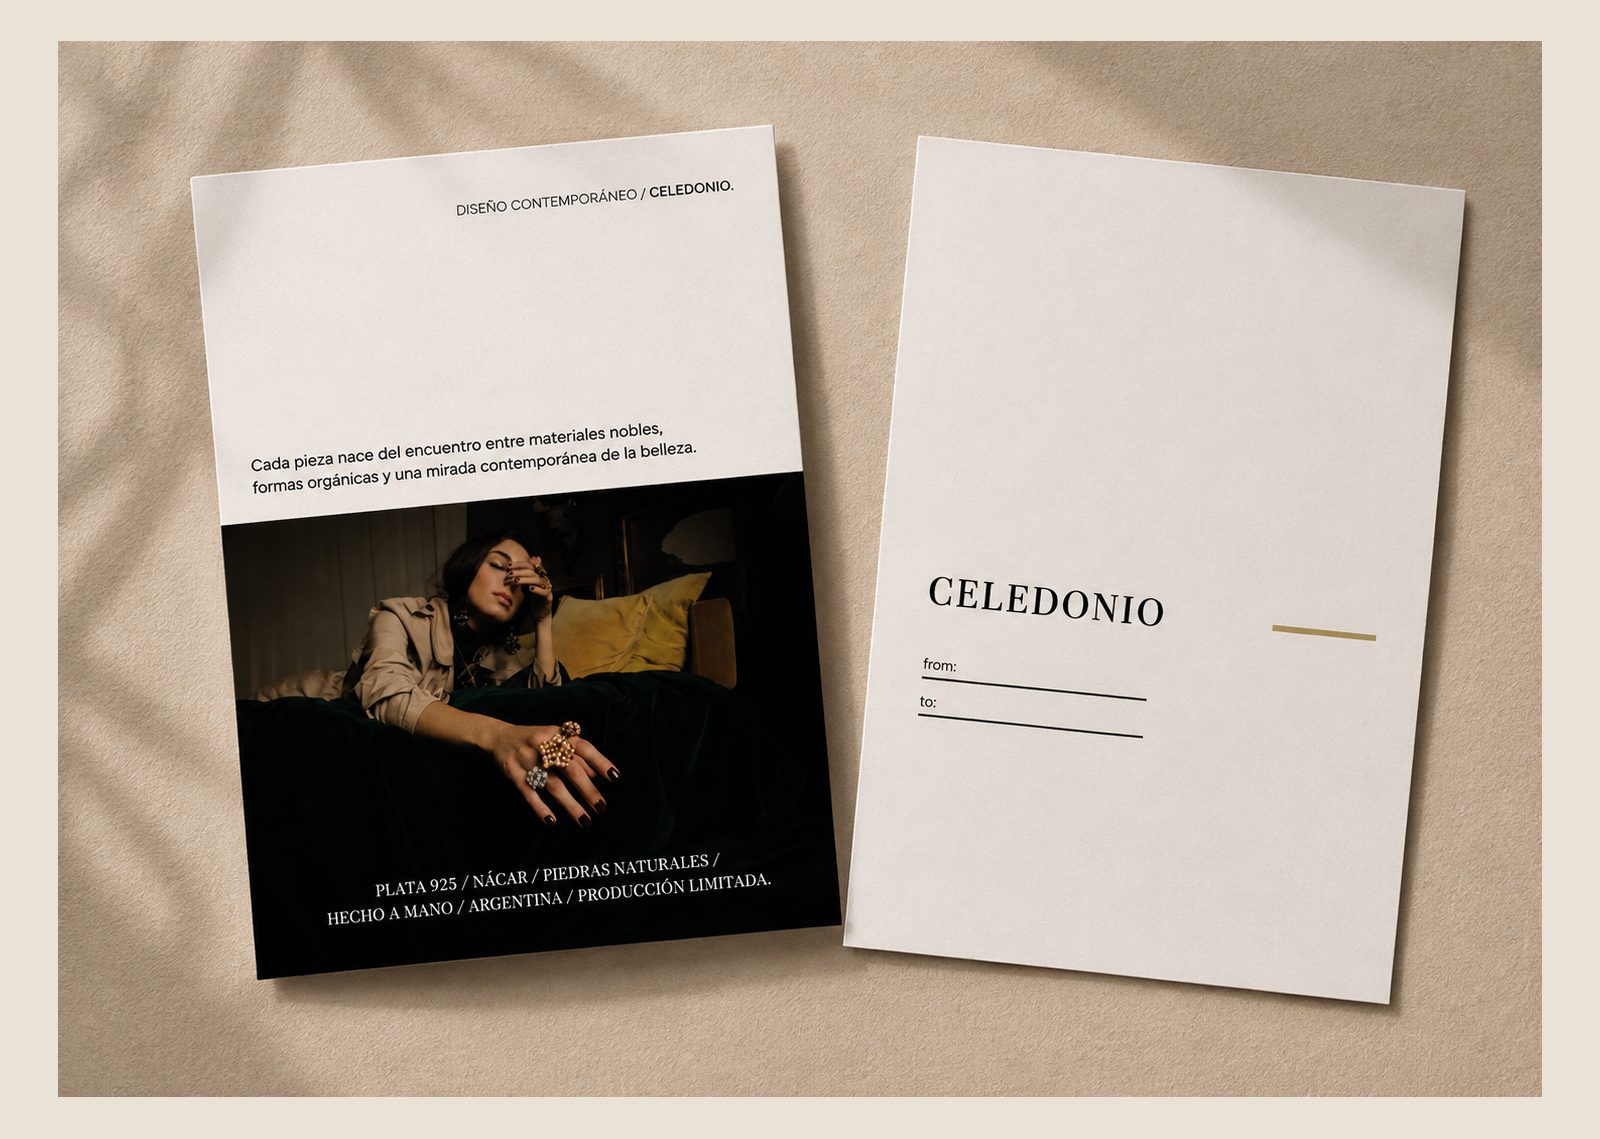 DISEÑO CONTEMPORÁNEO / CELEDONIO.
Cada pieza nace del encuentro entre materiales nobles,
formas orgánicas y una mirada contemporánea de la belleza.
PLATA 925 / NÁCAR / PIEDRAS NATURALES /
HECHO A MANO / ARGENTINA / PRODUCCIÓN LIMITADA.
CELEDONIO
from:
to: